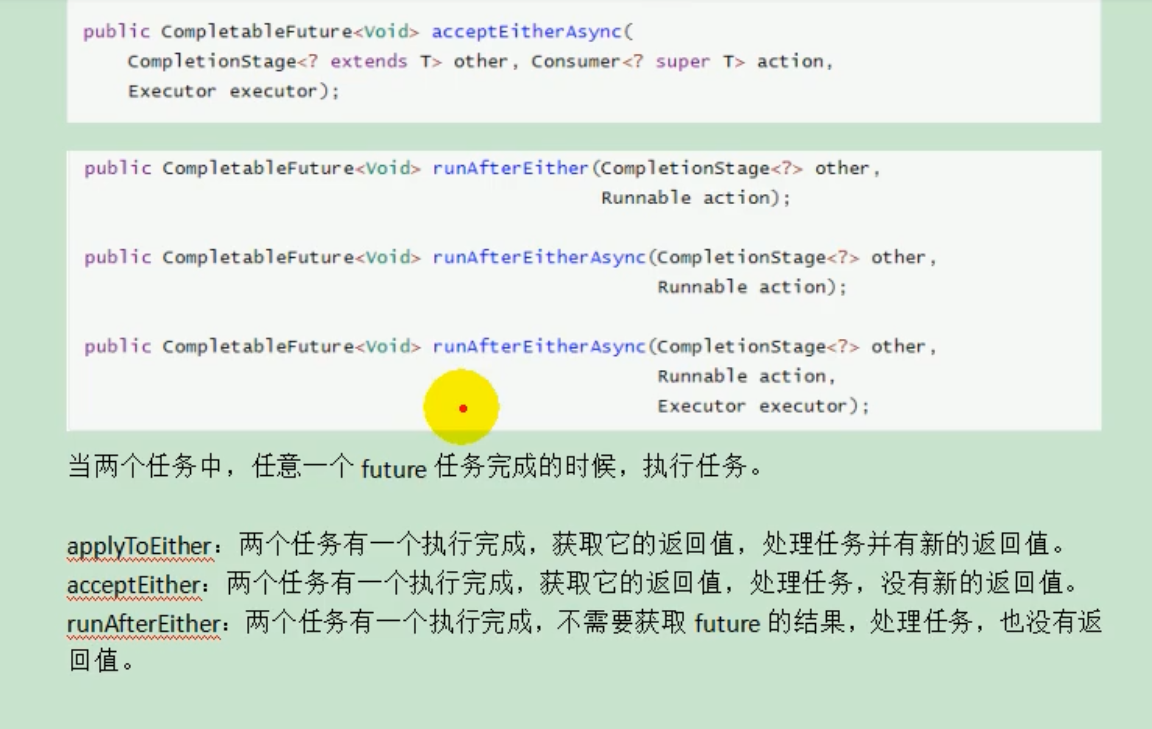 public CompletableFuture<Void> acceptEitherAsync(
CompletionStage<? extends T> other, Consumer<? super T> action,
Executor executor);
public CompletableFuture<Void> runAfterEither(CompletionStage<?> other,
Runnable action);
public CompletableFuture<Void> runAfterEitherAsync(CompletionStage<?> other,
Runnable action);
public CompletableFuture<Void> runAfterEitherAsync(CompletionStage<?> other,
Runnable action,
Executor executor);
当两个任务中，任意一个 future 任务完成的时候，执行任务。
applyToEither：两个任务有一个执行完成，获取它的返回值，处理任务并有新的返回值。
acceptEither：两个任务有一个执行完成，获取它的返回值，处理任务，没有新的返回值。
runAfterEither：两个任务有一个执行完成，不需要获取 future 的结果，处理任务，也没有返
回值。